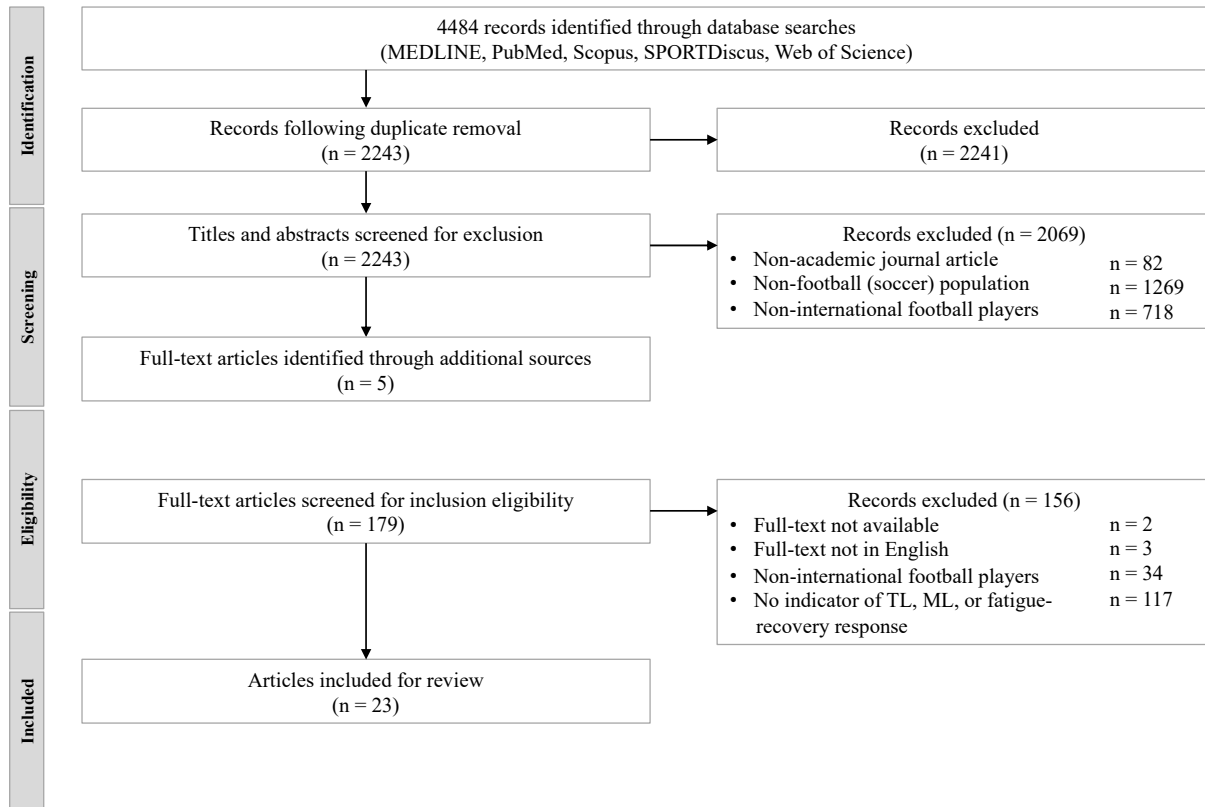 Identification
4484 records identified through database searches
(MEDLINE, PubMed, Scopus, SPORTDiscus, Web of Science)
Records following duplicate removal
(n = 2243)
Records excluded
(n = 2241)
Screening
Titles and abstracts screened for exclusion
(n = 2243)
Records excluded (n = 2069)
• Non-academic journal article n = 82
• Non-football (soccer) population n = 1269
• Non-international football players n = 718
Full-text articles identified through additional sources
(n = 5)
Eligibility
Full-text articles screened for inclusion eligibility
(n = 179)
Records excluded (n = 156)
• Full-text not available n = 2
• Full-text not in English n = 3
• Non-international football players n = 34
• No indicator of TL, ML, or fatigue- n = 117
recovery response
Included
Articles included for review
(n = 23)